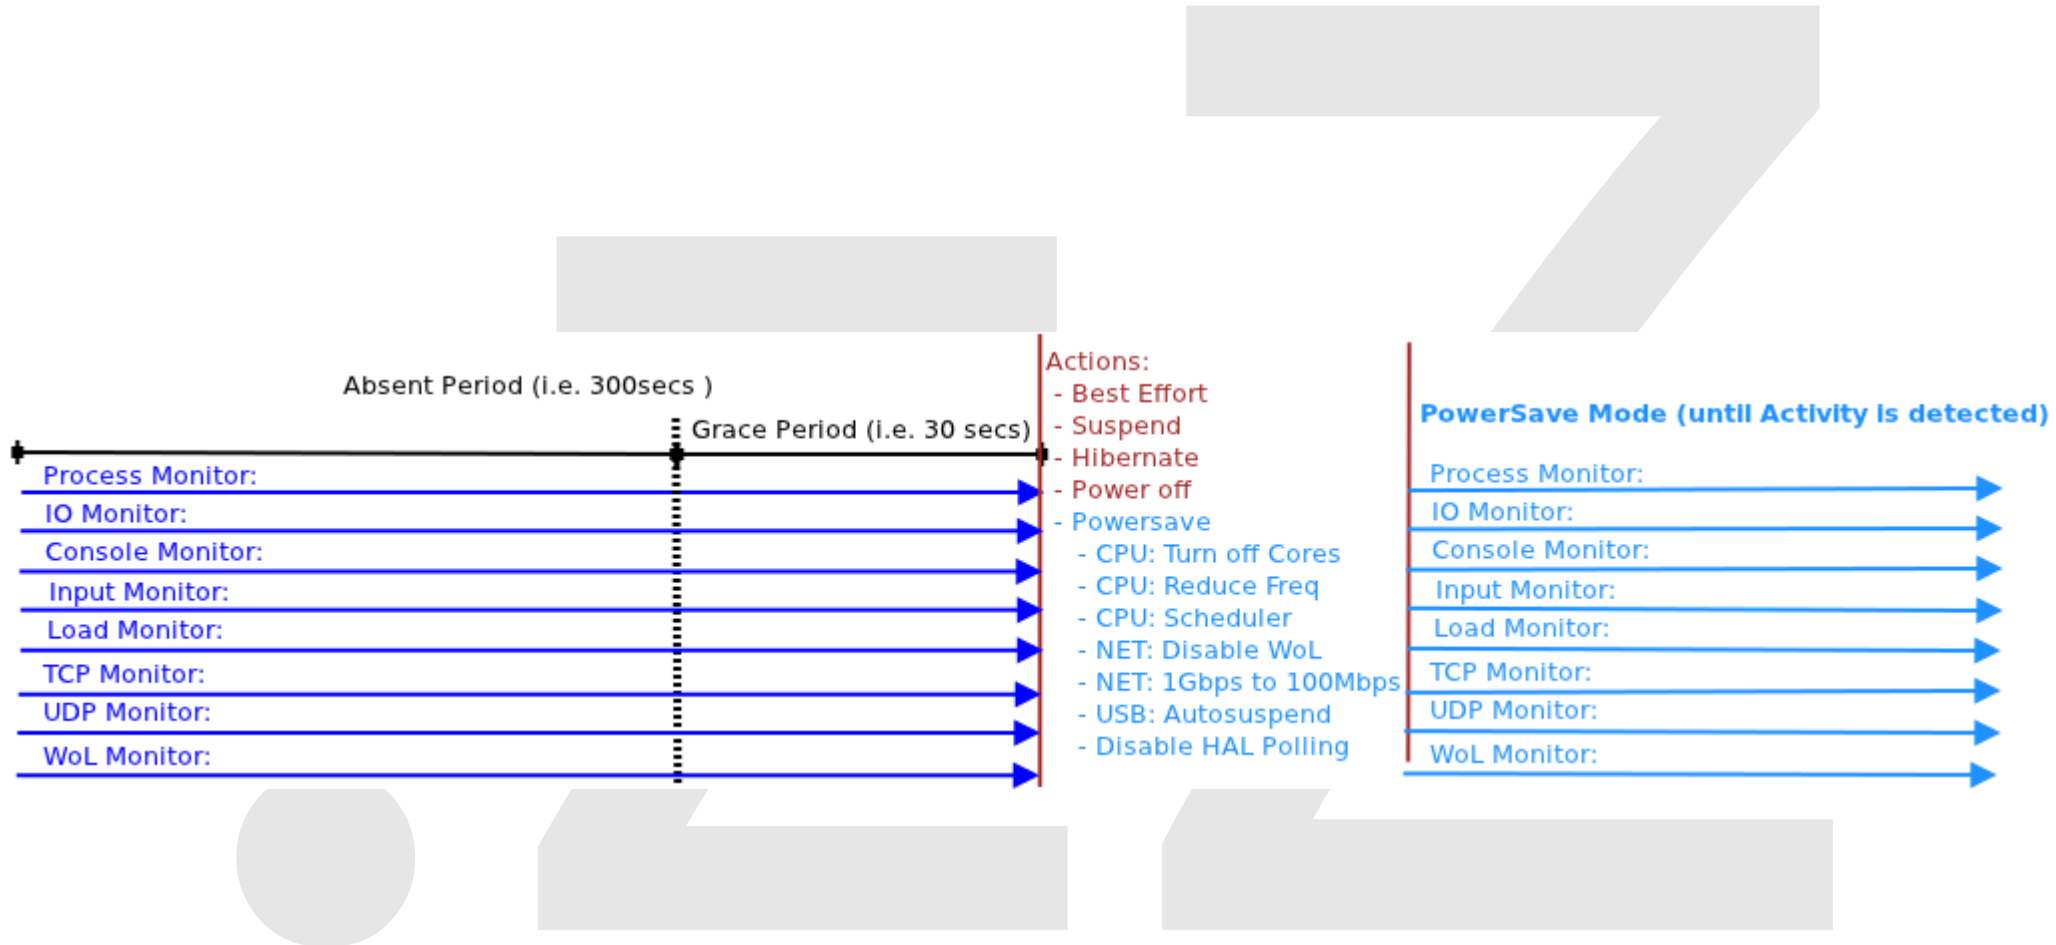 Absent Period (i.e. 300secs )
Grace Period (i.e. 30 secs)
Process Monitor:
IO Monitor:
Console Monitor:
Input Monitor:
Load Monitor:
TCP Monitor:
UDP Monitor:
WoL Monitor:
Actions:
- Best Effort
- Suspend
- Hibernate
- Power off
- Powersave
- CPU: Turn off Cores
- CPU: Reduce Freq
- CPU: Scheduler
- NET: Disable WoL
- NET: 1Gbps to 100Mbps
- USB: Autosuspend
- Disable HAL Polling
PowerSave Mode (until Activity is detected)
Process Monitor:
IO Monitor:
Console Monitor:
Input Monitor:
Load Monitor:
TCP Monitor:
UDP Monitor:
WoL Monitor: